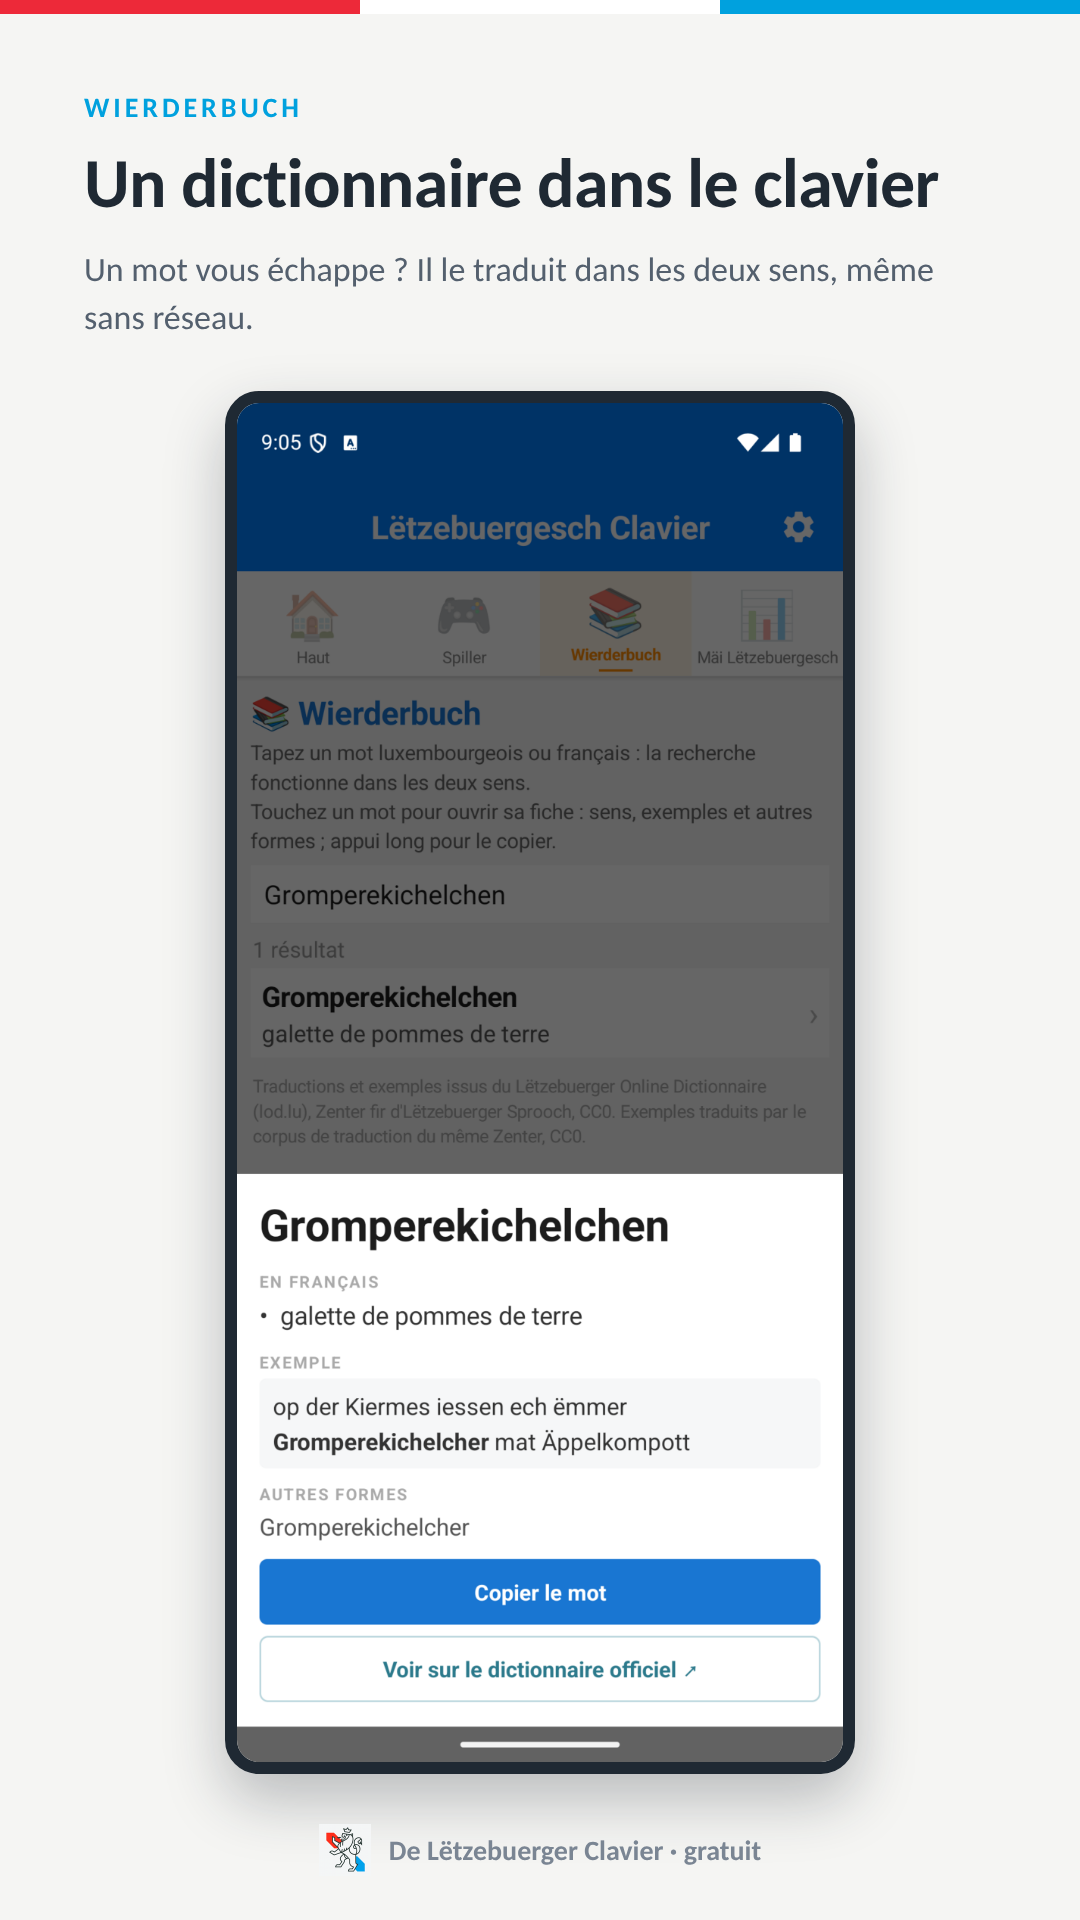 WIERDERBUCH
Un dictionnaire dans le clavier
Un mot vous échappe ? Il le traduit dans les deux sens, même
sans réseau.
9:05
Lëtzebuergesch Clavier
Haut
Spiller
Wierderbuch
Mäi Lëtzebuergesch
Wierderbuch
Tapez un mot luxembourgeois ou français : la recherche
fonctionne dans les deux sens.
Touchez un mot pour ouvrir sa fiche : sens, exemples et autres
formes ; appui long pour le copier.
Gromperekichelchen
1 résultat
Gromperekichelchen
galette de pommes de terre
›
Traductions et exemples issus du Lëtzebuerger Online Dictionnaire
(lod.lu), Zenter fir d'Lëtzebuerger Sprooch, CC0. Exemples traduits par le
corpus de traduction du même Zenter, CC0.
Gromperekichelchen
EN FRANÇAIS
• galette de pommes de terre
EXEMPLE
op der Kiermes iessen ech ëmmer
Gromperekichelcher mat Äppelkompott
AUTRES FORMES
Gromperekichelcher
Copier le mot
Voir sur le dictionnaire officiel ↗
De Lëtzebuerger Clavier · gratuit